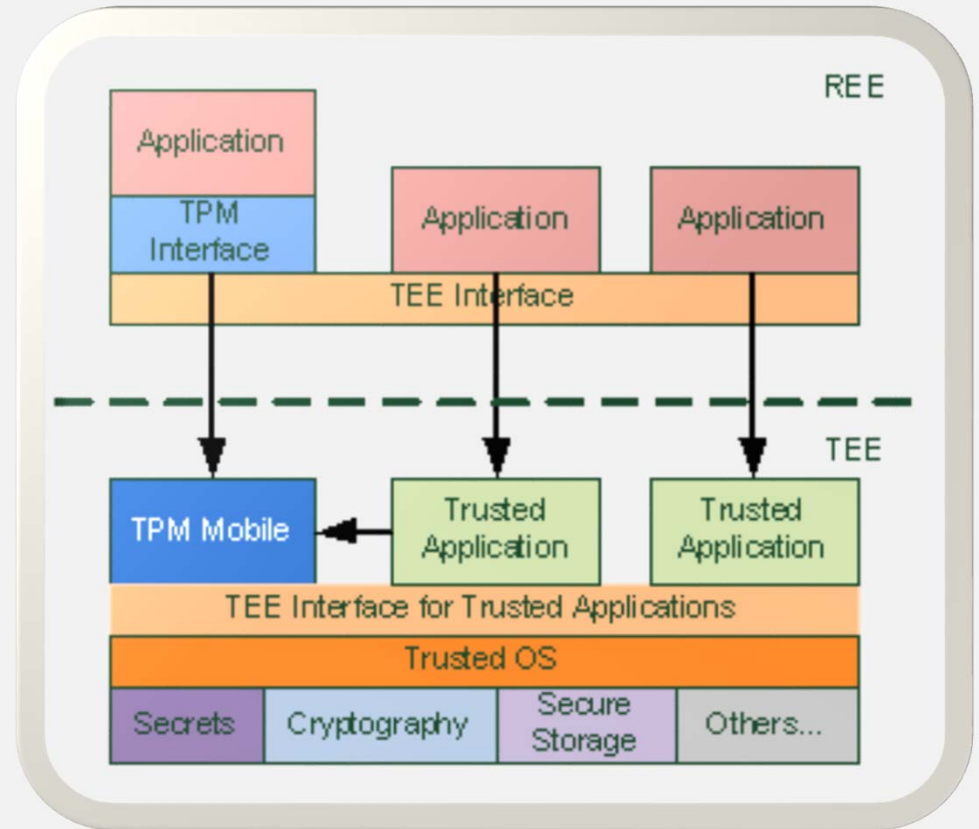 REE
Application
TPM
Interface
Application
Application
TEE Interface
TEE
TPM Mobile
Trusted
Application
Trusted
Application
TEE Interface for Trusted Applications
Trusted OS
Secrets
Cryptography
Secure
Storage
Others...